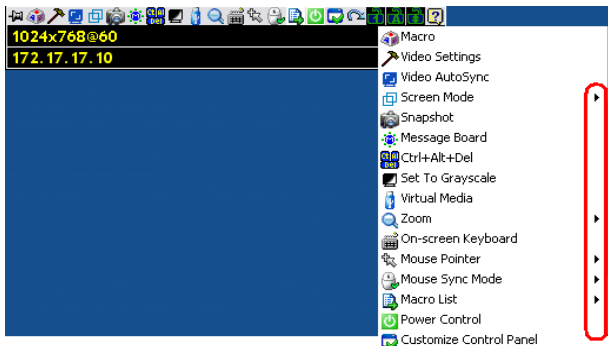 1024x768@60
172.17.17.10
Macro
Video Settings
Video AutoSync
Screen Mode
Snapshot
Message Board
Ctrl+Alt+Del
Set To Grayscale
Virtual Media
Zoom
On-screen Keyboard
Mouse Pointer
Mouse Sync Mode
Macro List
Power Control
Customize Control Panel